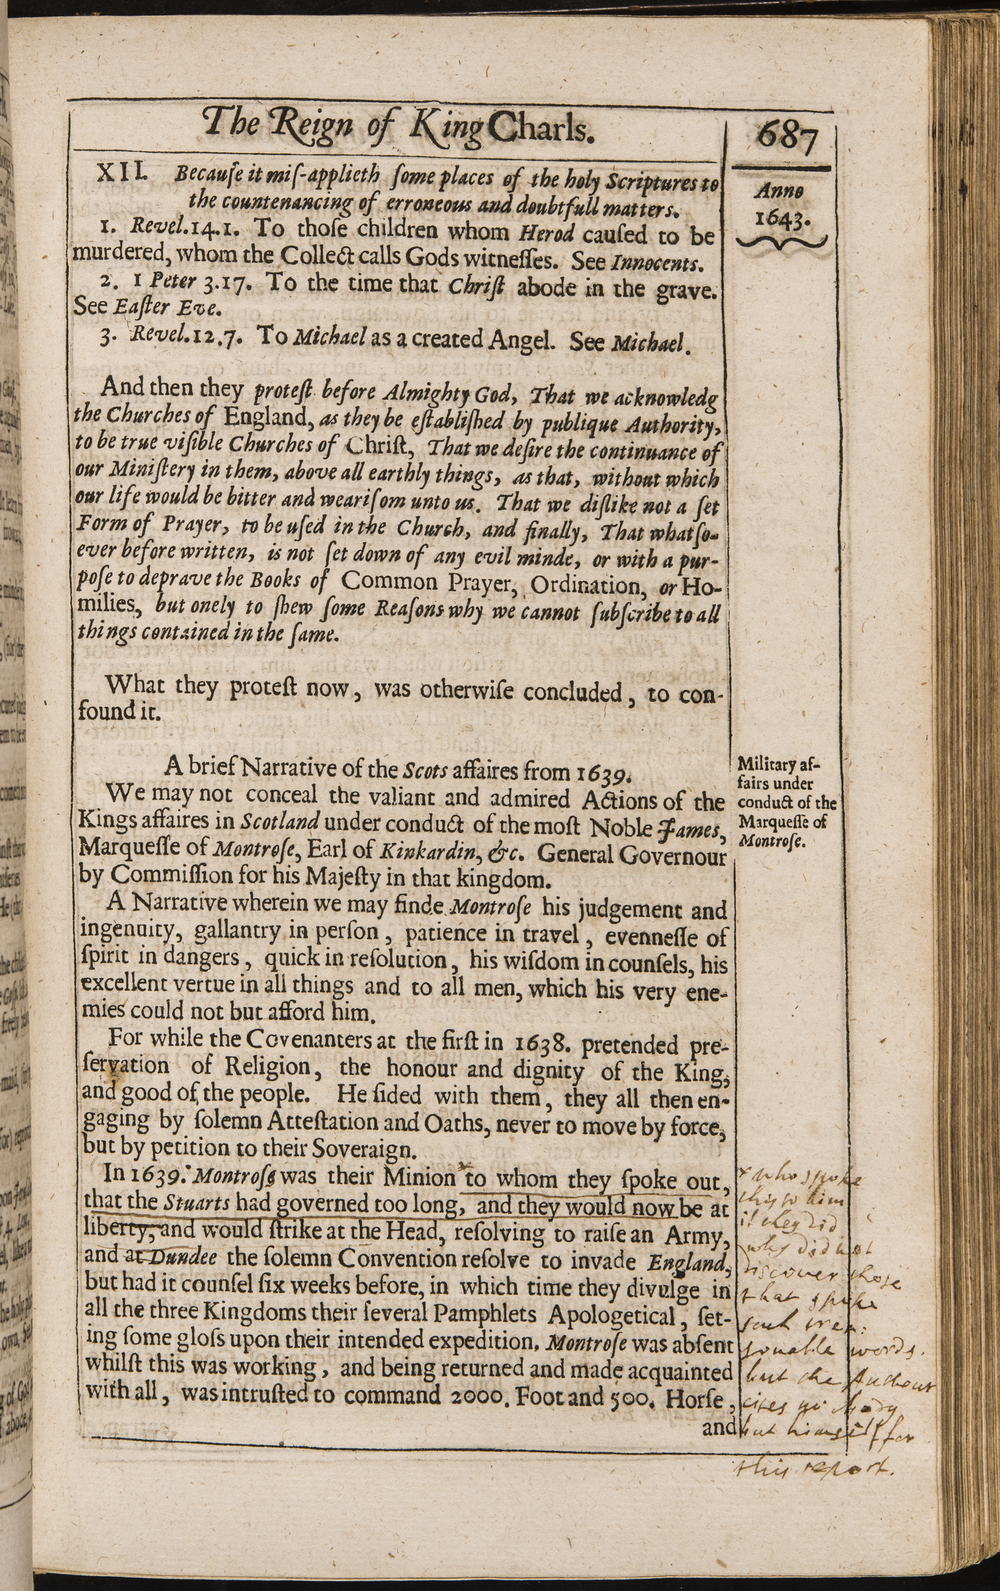 The Reign of King Charls.
687
Anno
1643.
XII. Becauſe it miſ-applieth ſome places of the holy Scriptures to
the countenancing of erroneous and doubtfull matters.
1. Revel.14.1. To thoſe children whom Herod cauſed to be
murdered, whom the Collect calls Gods witneſſes. See Innocents.
2. 1 Peter 3.17. To the time that Chriſt abode in the grave.
See Eaſter Eve.
3. Revel.12.7. To Michael as a created Angel. See Michael.
And then they proteſt before Almighty God, That we acknowledg
the Churches of England, as they be eſtabliſhed by publique Authority,
to be true viſible Churches of Chriſt, That we deſire the continuance of
our Miniſtery in them, above all earthly things, as that, without which
our life would be bitter and weariſom unto us. That we diſlike not a ſet
Form of Prayer, to be uſed in the Church, and finally, That whatſo-
ever before written, is not ſet down of any evil minde, or with a pur-
poſe to deprave the Books of Common Prayer, Ordination, or Ho-
milies, but onely to ſhew ſome Reaſons why we cannot ſubſcribe to all
things contained in the ſame.
What they proteſt now, was otherwiſe concluded, to con-
found it.
A brief Narrative of the Scots affaires from 1639.
We may not conceal the valiant and admired Actions of the
Kings affaires in Scotland under conduct of the moſt Noble James,
Marqueſſe of Montroſe, Earl of Kinkardin, &c. General Governour
by Commiſſion for his Majeſty in that kingdom.
Military af-
fairs under
conduct of the
Marqueſſe of
Montroſe.
A Narrative wherein we may finde Montroſe his judgement and
ingenuity, gallantry in perſon, patience in travel, evenneſſe of
ſpirit in dangers, quick in reſolution, his wiſdom in counſels, his
excellent vertue in all things and to all men, which his very ene-
mies could not but afford him.
For while the Covenanters at the firſt in 1638. pretended pre-
ſervation of Religion, the honour and dignity of the King,
and good of the people. He ſided with them, they all then en-
gaging by ſolemn Atteſtation and Oaths, never to move by force,
but by petition to their Soveraign.
In 1639. Montroſe was their Minion to whom they ſpoke out,
that the Stuarts had governed too long, and they would now be at
liberty, and would ſtrike at the Head, reſolving to raiſe an Army,
and at Dundee the ſolemn Convention reſolve to invade England,
but had it counſel ſix weeks before, in which time they divulge in
all the three Kingdoms their ſeveral Pamphlets Apologetical, ſet-
ing ſome gloſs upon their intended expedition. Montroſe was abſent
whilſt this was working, and being returned and made acquainted
with all, was intruſted to command 2000. Foot and 500. Horſe,
and
who spoke
this to him
if they did
why did not
discover those
that spoke
such trea:
sonable words.
but the Authour
cites no body
but himself for
this report.